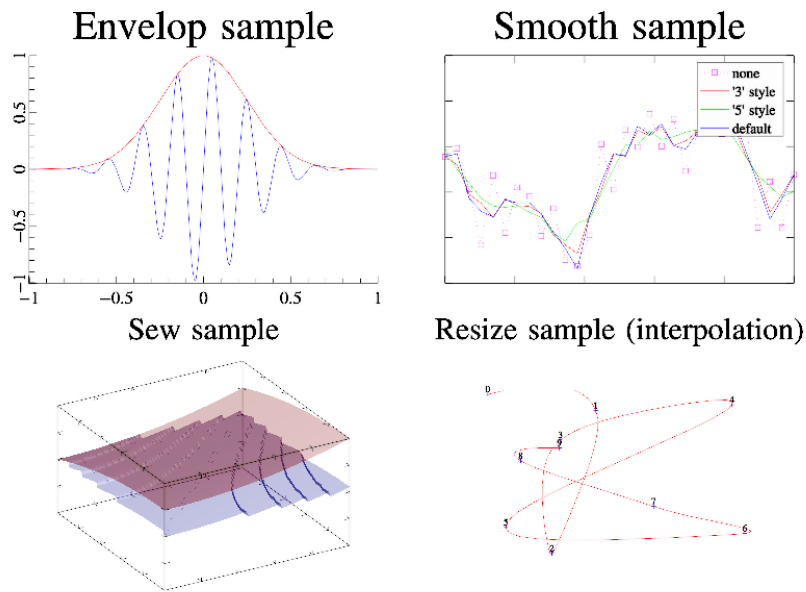 Envelop sample
Smooth sample
1
0.5
0
−0.5
−1
−1
−0.5
0
0.5
1
none
'3' style
'5' style
default
Sew sample
Resize sample (interpolation)
0
1
4
3
9
8
7
5
6
2